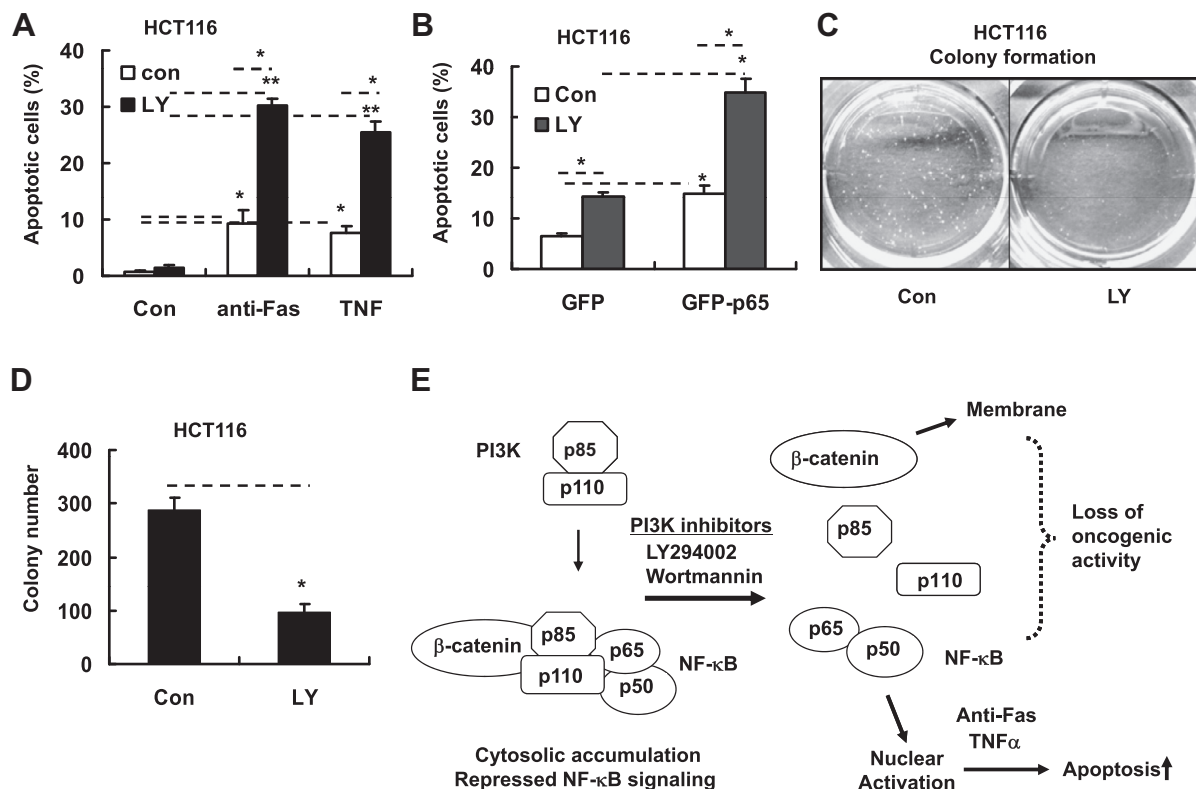 A
HCT116
Apoptotic cells (%)
40
30
20
10
0
con
LY
*
**
*
**
*
*
Con
anti-Fas
TNF
B
HCT116
Apoptotic cells (%)
40
30
20
10
0
Con
LY
*
*
*
*
GFP
GFP-p65
C
HCT116
Colony formation
Con
LY
D
HCT116
Colony number
400
300
200
100
0
*
Con
LY
E
PI3K
p85
p110
PI3K inhibitors
LY294002
Wortmannin
β-catenin
p85
p65
p110
p50
NF-κB
Cytosolic accumulation
Repressed NF-κB signaling
Membrane
β-catenin
p85
p110
p65
p50
NF-κB
Loss of
oncogenic
activity
Nuclear
Activation
Anti-Fas
TNFα
Apoptosis